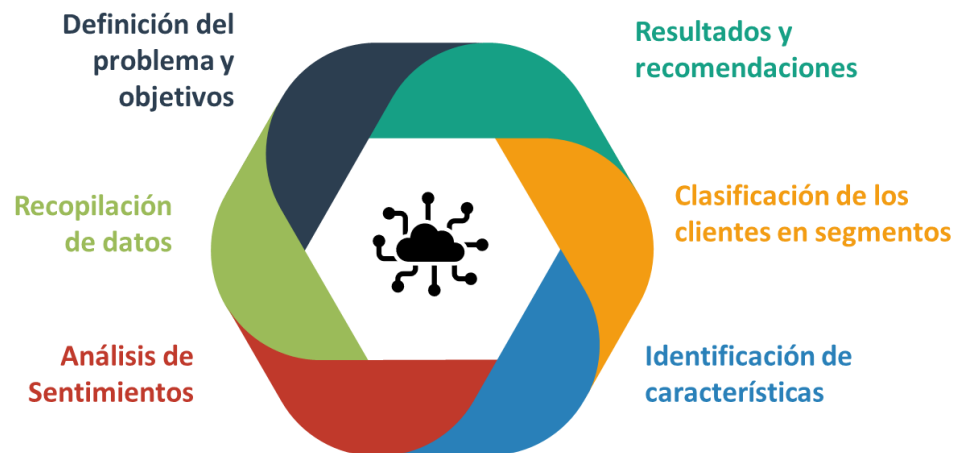 Definición del
problema y
objetivos
Recopilación
de datos
Análisis de
Sentimientos
Identificación de
características
Clasificación de los
clientes en segmentos
Resultados y
recomendaciones